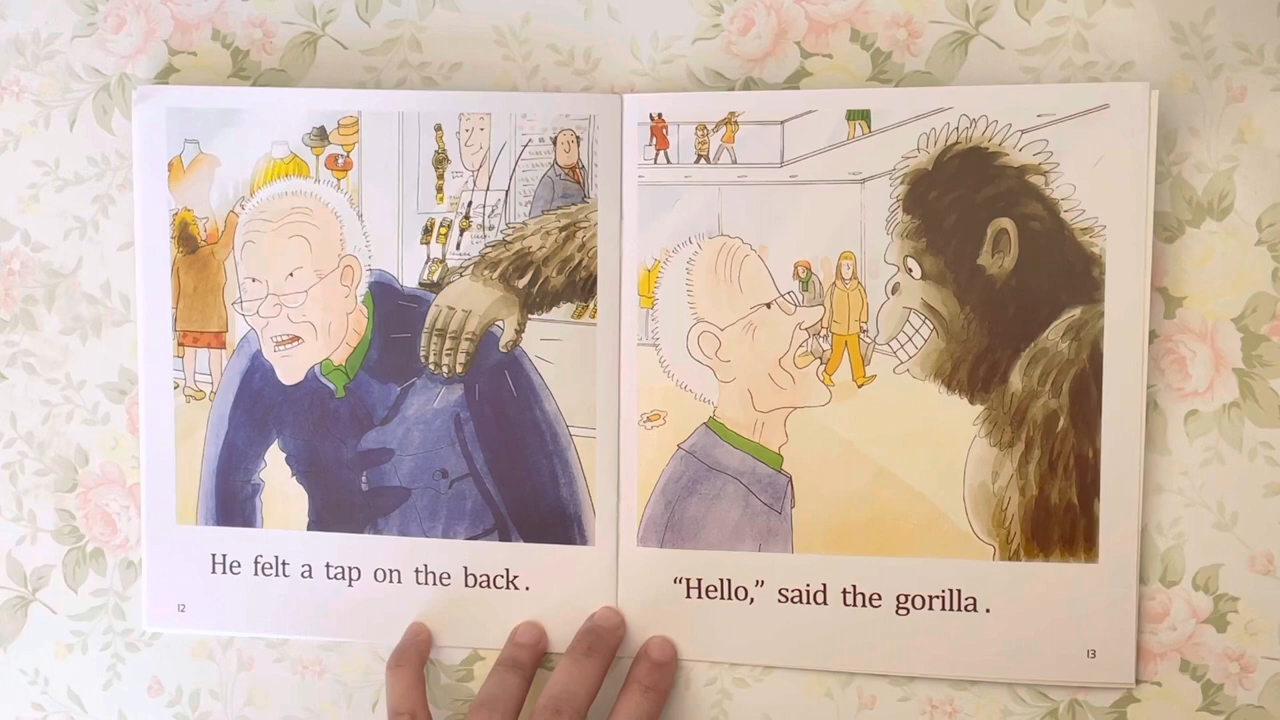 He felt a tap on the back.
12
“Hello,” said the gorilla.
13